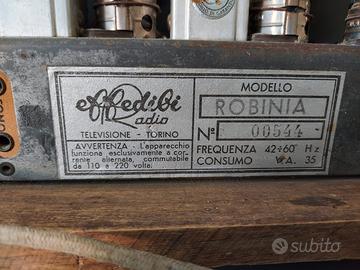 effedibi
Radio
TELEVISIONE - TORINO
AVVERTENZA - L'apparecchio
funziona esclusivamente a cor-
rente alternata, commutabile
da 110 a 220 volta.
MODELLO
ROBINIA
N° 00544 -
FREQUENZA 42÷60 Hz
CONSUMO V.A. 35
subito